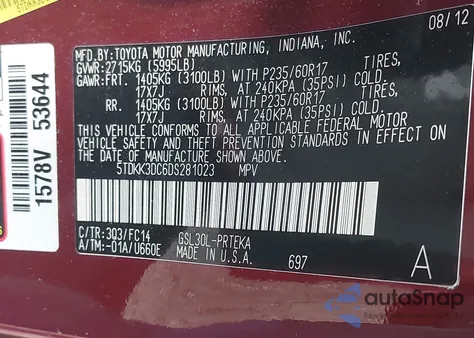 08/12
MFD.BY:TOYOTA MOTOR MANUFACTURING, INDIANA, INC.
GVWR:2715KG (5995LB)
GAWR:FRT. 1405KG (3100LB) WITH P235/60R17
17X7J RIMS, AT 240KPA (35PSI) COLD.
RR. 1405KG (3100LB) WITH P235/60R17
17X7J RIMS, AT 240KPA (35PSI) COLD.
THIS VEHICLE CONFORMS TO ALL APPLICABLE FEDERAL MOTOR
VEHICLE SAFETY AND THEFT PREVENTION STANDARDS IN EFFECT ON
THE DATE OF MANUFACTURE SHOWN ABOVE.
5TDKK3DC6DS281023 MPV
C/TR:3Q3/FC14 GSL30L-PRTEKA
A/TM:-01A/U660E MADE IN U.S.A. 697
A
1578V 53644
autoSnap